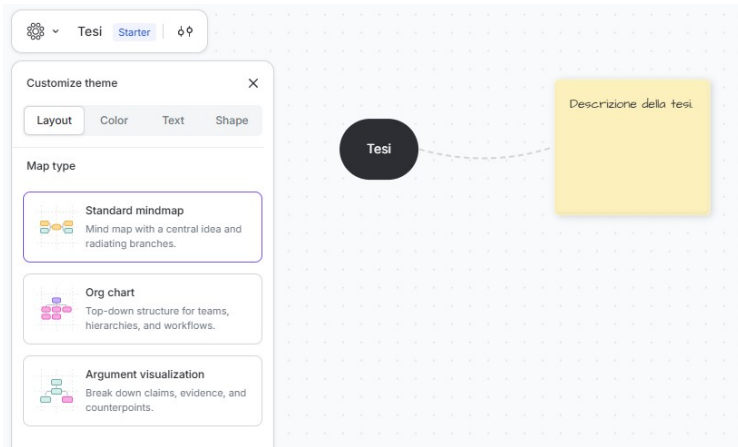 Tesi Starter
Customize theme
Layout Color Text Shape
Map type
Standard mindmap
Mind map with a central idea and
radiating branches.
Org chart
Top-down structure for teams,
hierarchies, and workflows.
Argument visualization
Break down claims, evidence, and
counterpoints.
Tesi
Descrizione della tesi.